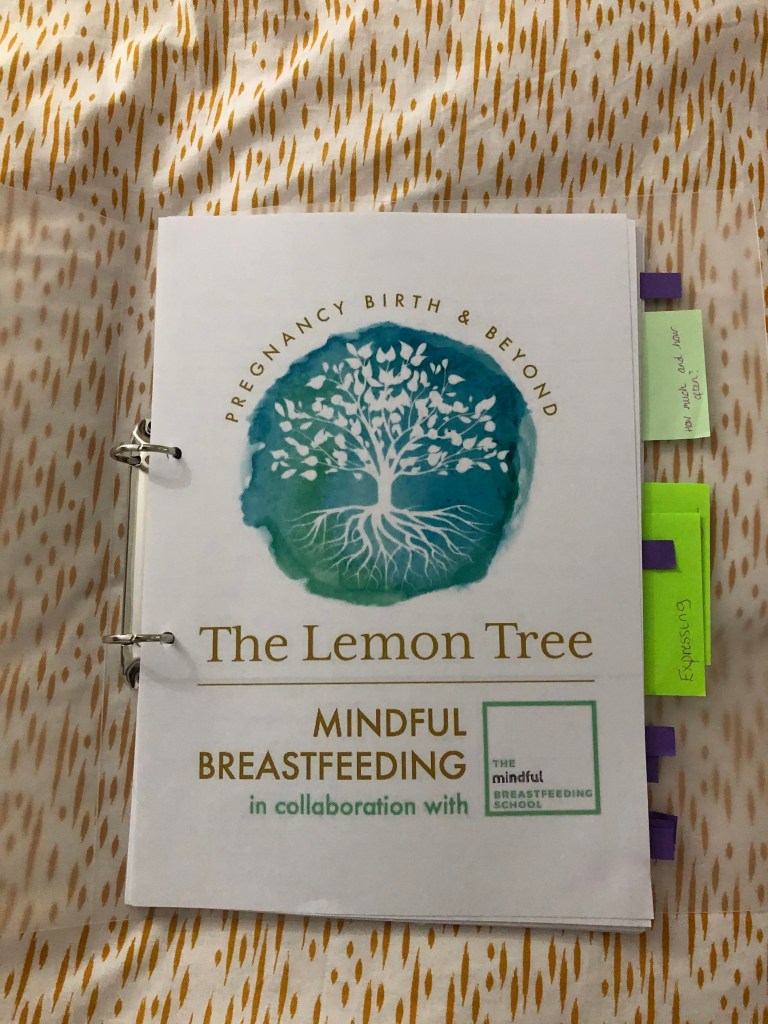 PREGNANCY BIRTH & BEYOND
The Lemon Tree
MINDFUL
BREASTFEEDING
in collaboration with
THE
mindful
BREASTFEEDING
SCHOOL
How much and how
often?
Expressing